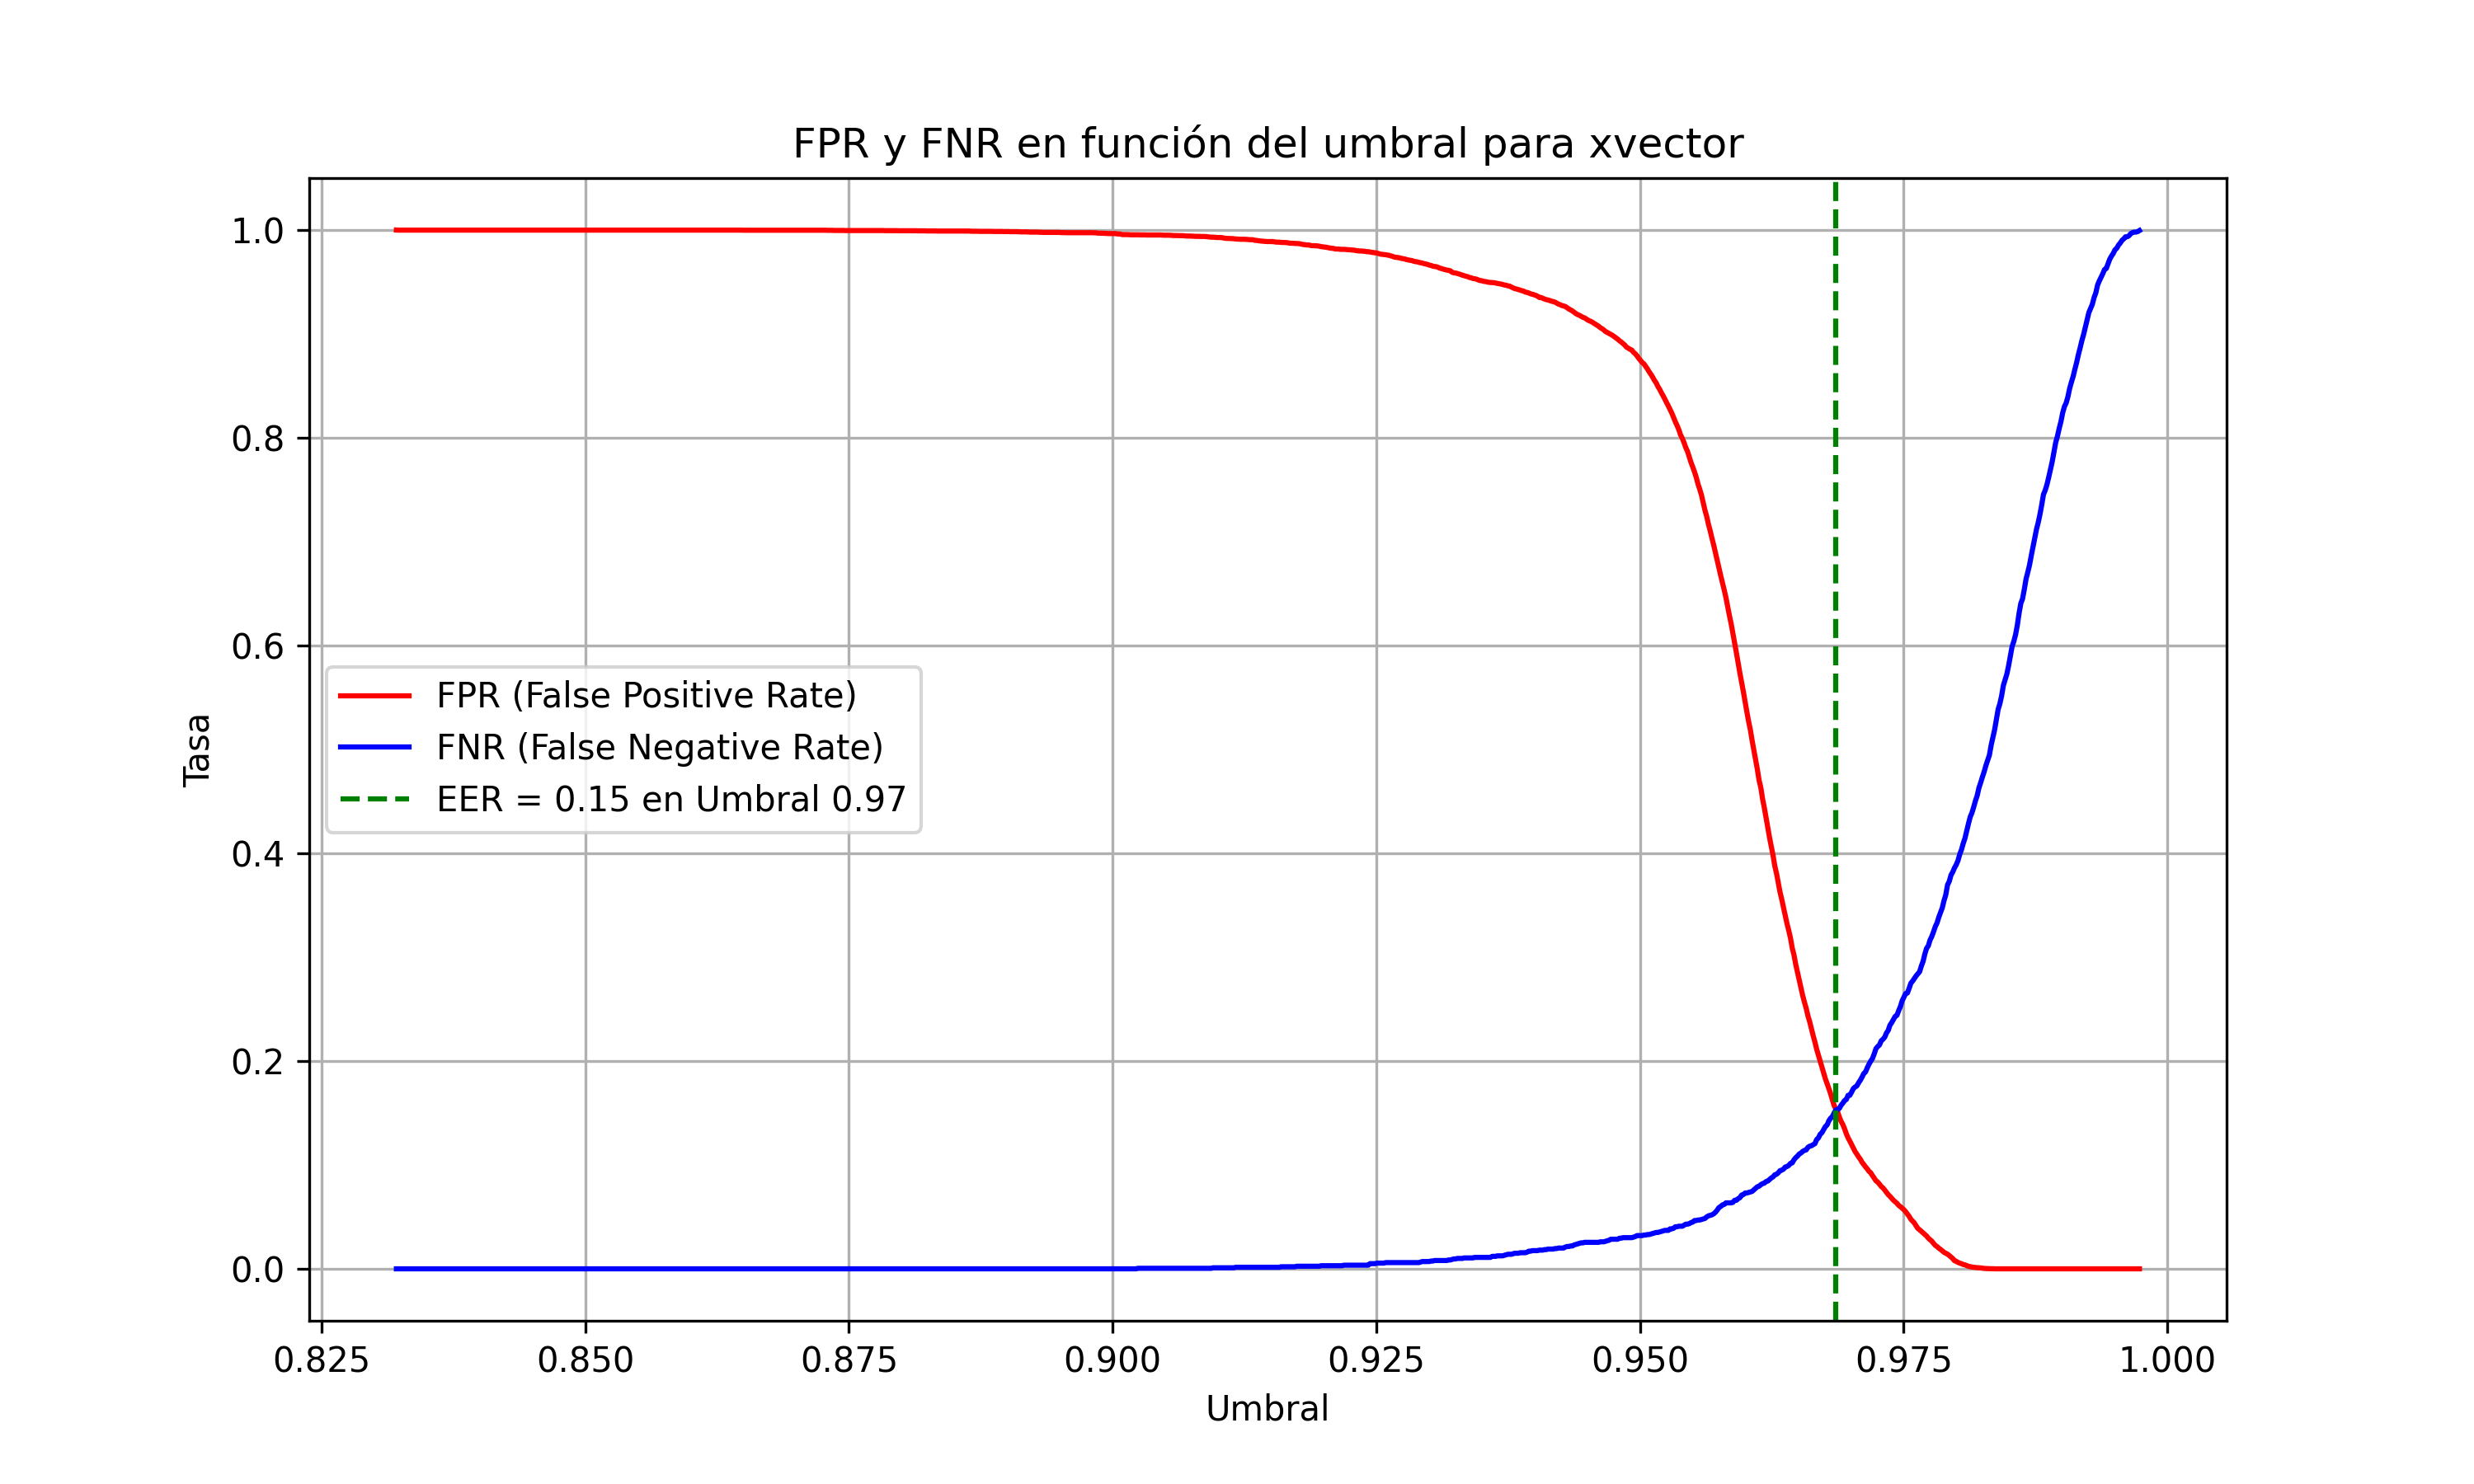 FPR y FNR en función del umbral para xvector
1.0
0.8
0.6
0.4
0.2
0.0
Tasa
FPR (False Positive Rate)
FNR (False Negative Rate)
EER = 0.15 en Umbral 0.97
0.825 0.850 0.875 0.900 0.925 0.950 0.975 1.000
Umbral